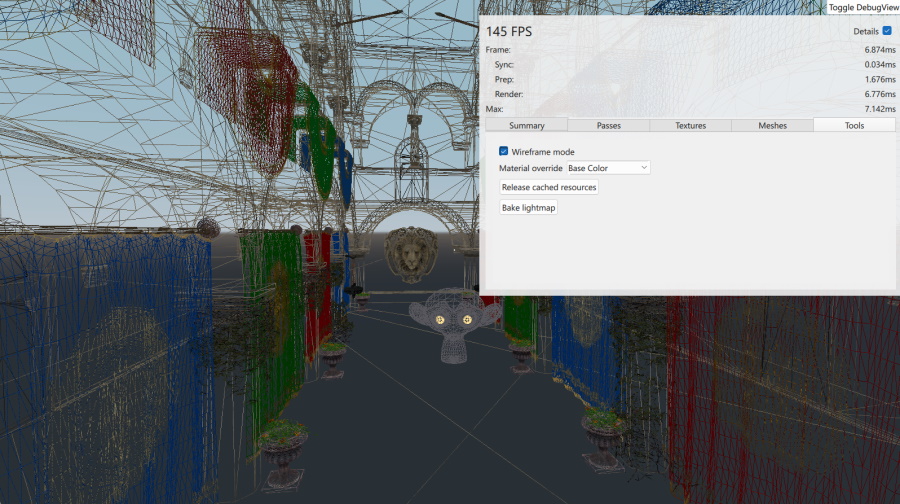 Toggle DebugView
145 FPS Details
Frame: 6.874ms
Sync: 0.034ms
Prep: 1.676ms
Render: 6.776ms
Max: 7.142ms
Summary Passes Textures Meshes Tools
Wireframe mode
Material override Base Color
Release cached resources
Bake lightmap